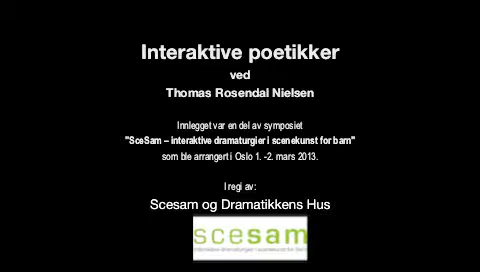 Interaktive poetikker
ved
Thomas Rosendal Nielsen
Innlegget var en del av symposiet
"SceSam – interaktive dramaturgier i scenekunst for barn"
som ble arrangert i Oslo 1. -2. mars 2013.
I regi av:
Scesam og Dramatikkens Hus
scesam